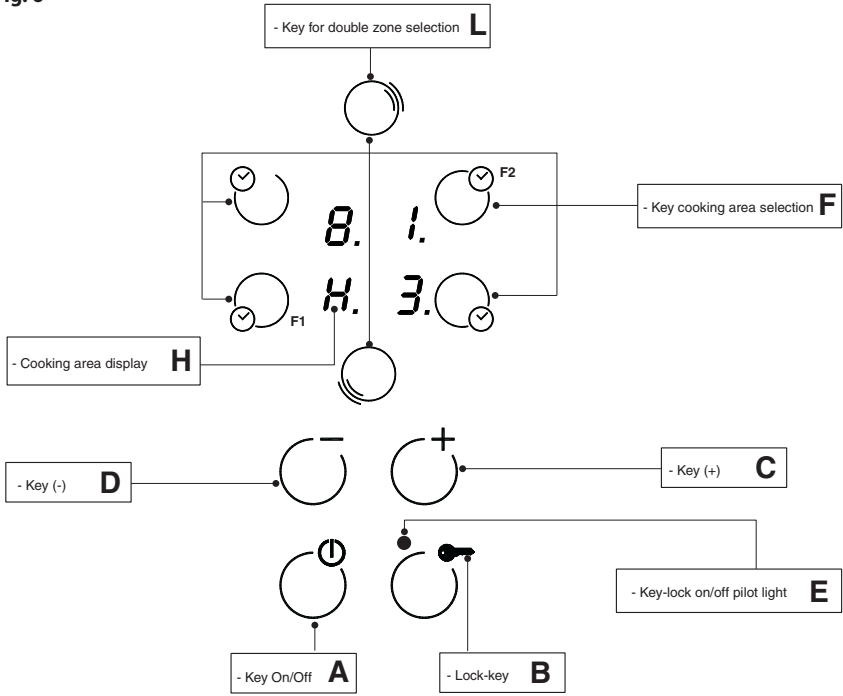 - Key for double zone selection L
F2
- Key cooking area selection F
8. 1.
H. 3.
F1
- Cooking area display H
- Key (-) D
- Key (+) C
- Key-lock on/off pilot light E
- Key On/Off A
- Lock-key B